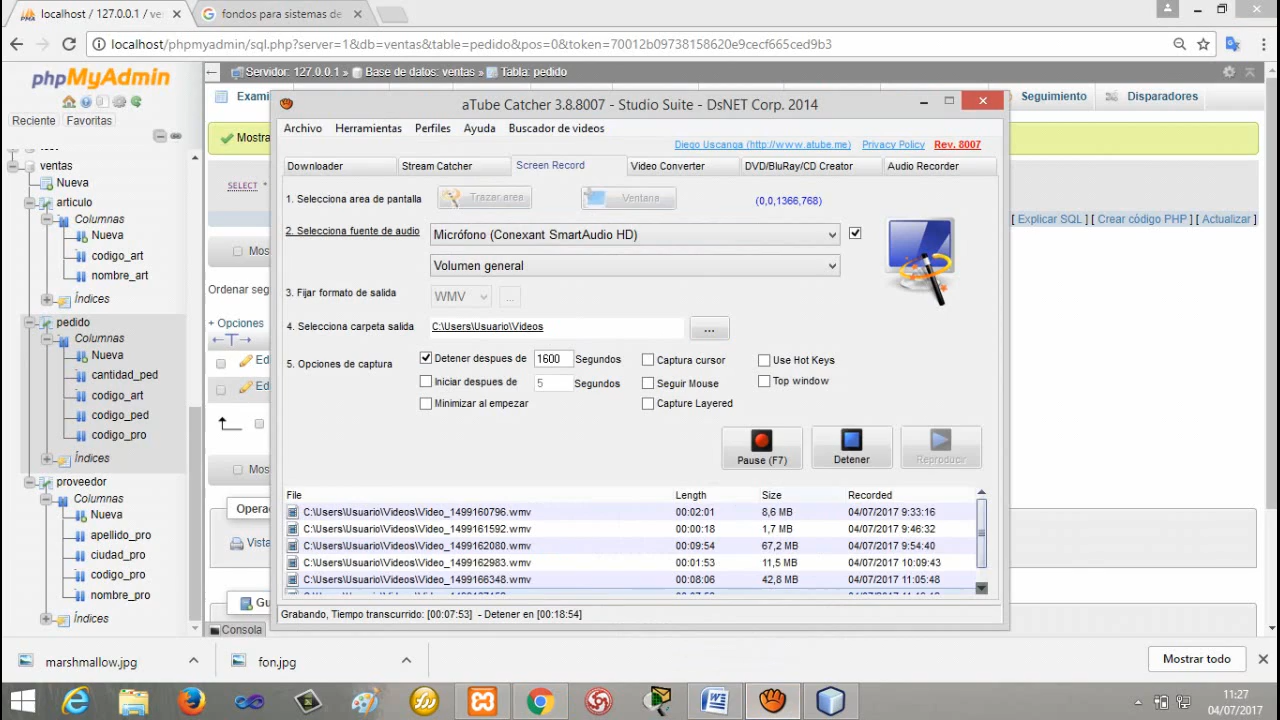 localhost / 127.0.0.1 / ve
fondos para sistemas de
localhost/phpmyadmin/sql.php?server=1&db=ventas&table=pedido&pos=0&token=70012b09738158620e9cecf665ced9b3
phpMyAdmin
Reciente Favoritas
ventas
Nueva
articulo
Columnas
Nueva
codigo_art
nombre_art
Índices
pedido
Columnas
Nueva
cantidad_ped
codigo_art
codigo_ped
codigo_pro
Índices
proveedor
Columnas
Nueva
apellido_pro
ciudad_pro
codigo_pro
nombre_pro
Índices
Servidor: 127.0.0.1 » Base de datos: ventas » Tabla: pedido
Exami
Seguimiento
Disparadores
Mostra
SELECT *
[ Explicar SQL ] [ Crear código PHP ] [ Actualizar ]
Mos
Ordenar seg
+ Opciones
←T→
Ed
Ed
Mos
Operac
Vista
Gu
Consola
aTube Catcher 3.8.8007 - Studio Suite - DsNET Corp. 2014
Archivo Herramientas Perfiles Ayuda Buscador de videos
Diego Uscanga (http://www.atube.me) Privacy Policy Rev. 8007
Downloader Stream Catcher Screen Record Video Converter DVD/BluRay/CD Creator Audio Recorder
1. Selecciona area de pantalla Trazar area Ventana (0,0,1366,768)
2. Selecciona fuente de audio Micrófono (Conexant SmartAudio HD)
Volumen general
3. Fijar formato de salida WMV ...
4. Selecciona carpeta salida C:\Users\Usuario\Videos ...
5. Opciones de captura
Detener despues de 1600 Segundos Captura cursor Use Hot Keys
Iniciar despues de 5 Segundos Seguir Mouse Top window
Minimizar al empezar Capture Layered
Pause (F7) Detener Reproducir
File Length Size Recorded
C:\Users\Usuario\Videos\Video_1499160796.wmv 00:02:01 8,6 MB 04/07/2017 9:33:16
C:\Users\Usuario\Videos\Video_1499161592.wmv 00:00:18 1,7 MB 04/07/2017 9:46:32
C:\Users\Usuario\Videos\Video_1499162080.wmv 00:09:54 67,2 MB 04/07/2017 9:54:40
C:\Users\Usuario\Videos\Video_1499162983.wmv 00:01:53 11,5 MB 04/07/2017 10:09:43
C:\Users\Usuario\Videos\Video_1499166348.wmv 00:08:06 42,8 MB 04/07/2017 11:05:48
Grabando, Tiempo transcurrido: [00:07:53] - Detener en [00:18:54]
marshmallow.jpg
fon.jpg
Mostrar todo
11:27
04/07/2017